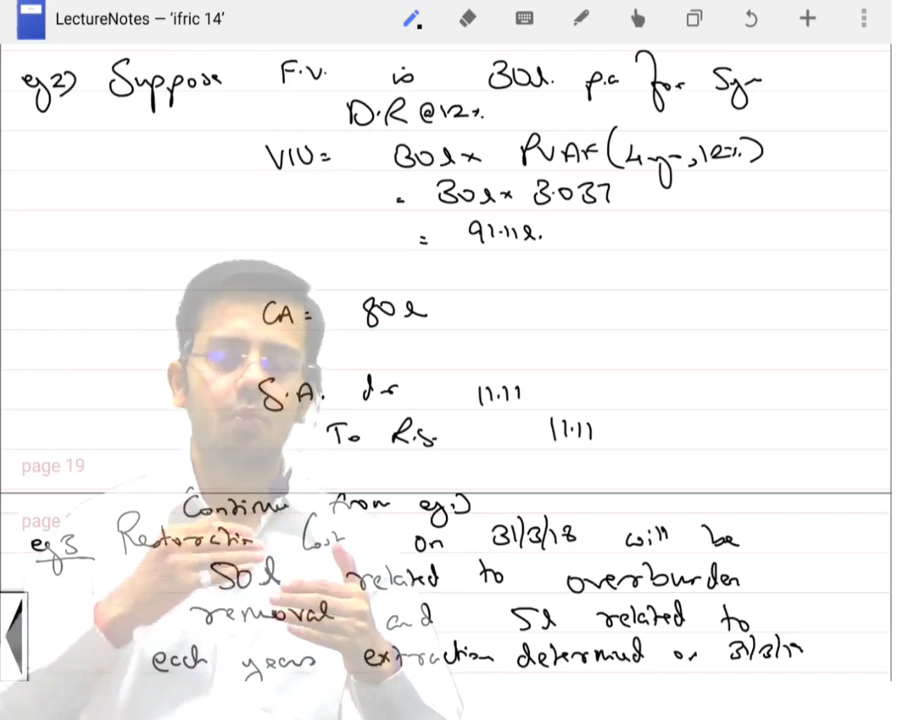 LectureNotes — ‘ifric 14’
eg2) Suppose F.V. is 30l. p.a for 5yr
D.R @12%.
VIU = 30l x PVAF (4yr, 12%)
= 30l x 3.037
= 91.11l.
CA = 80l
S.A. dr 11.11
To R.S. 11.11
page 19
Continue from eg1)
page
eg3 Restoration Cost on 31/3/18 will be
50l related to overburden
removal and 5l related to
each years extraction determined on 31/3/